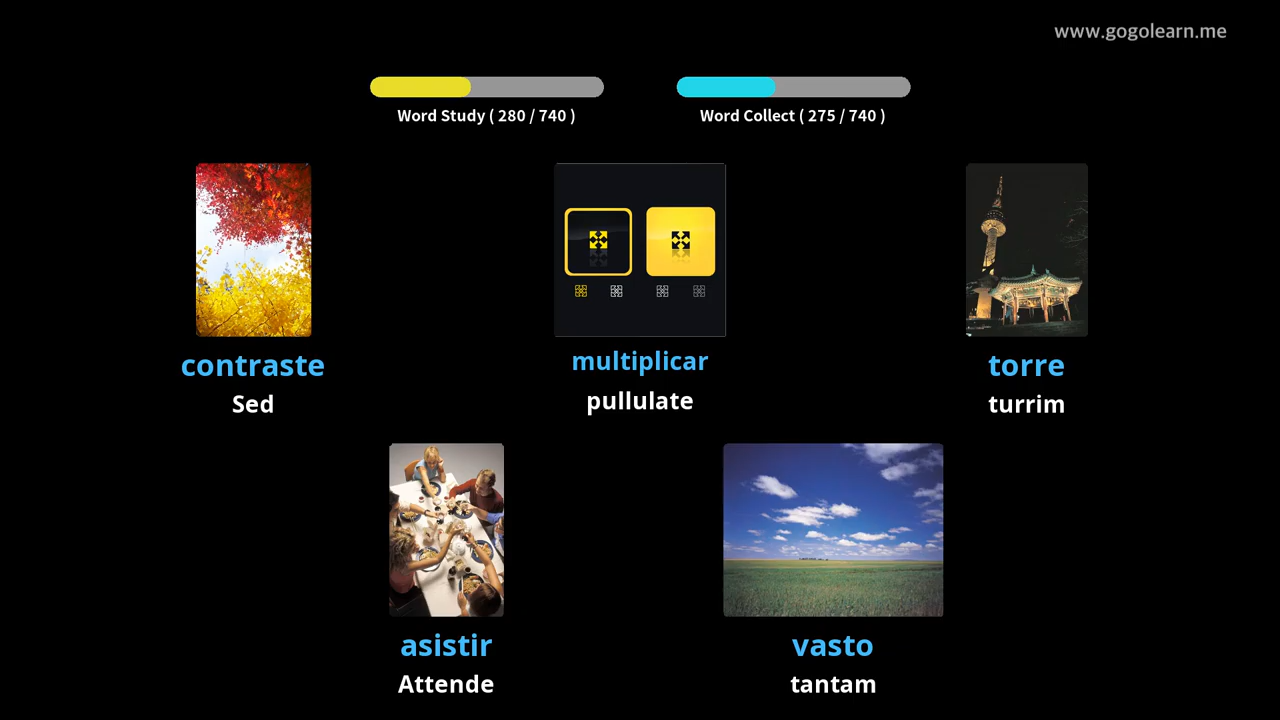 www.gogolearn.me
Word Study ( 280 / 740 )
Word Collect ( 275 / 740 )
contraste
Sed
multiplicar
pullulate
torre
turrim
asistir
Attende
vasto
tantam